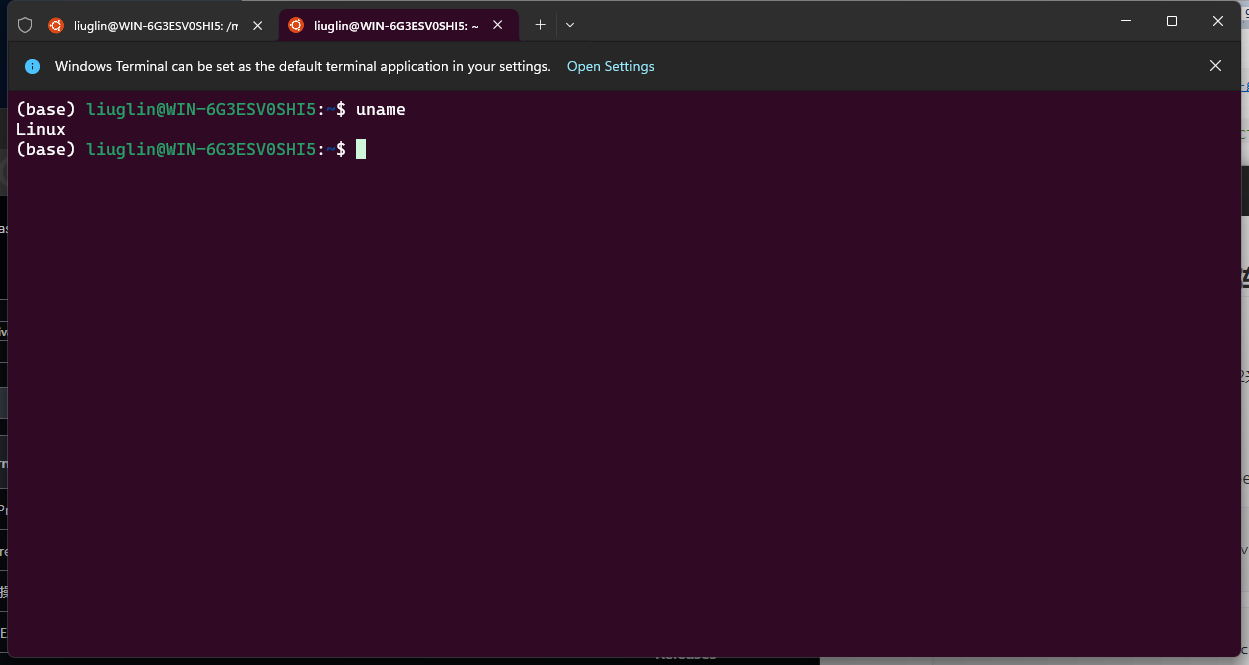 liuglin@WIN-6G3ESV0SHI5: /m
liuglin@WIN-6G3ESV0SHI5: ~
Windows Terminal can be set as the default terminal application in your settings. Open Settings
(base) liuglin@WIN-6G3ESV0SHI5:~$ uname
Linux
(base) liuglin@WIN-6G3ESV0SHI5:~$